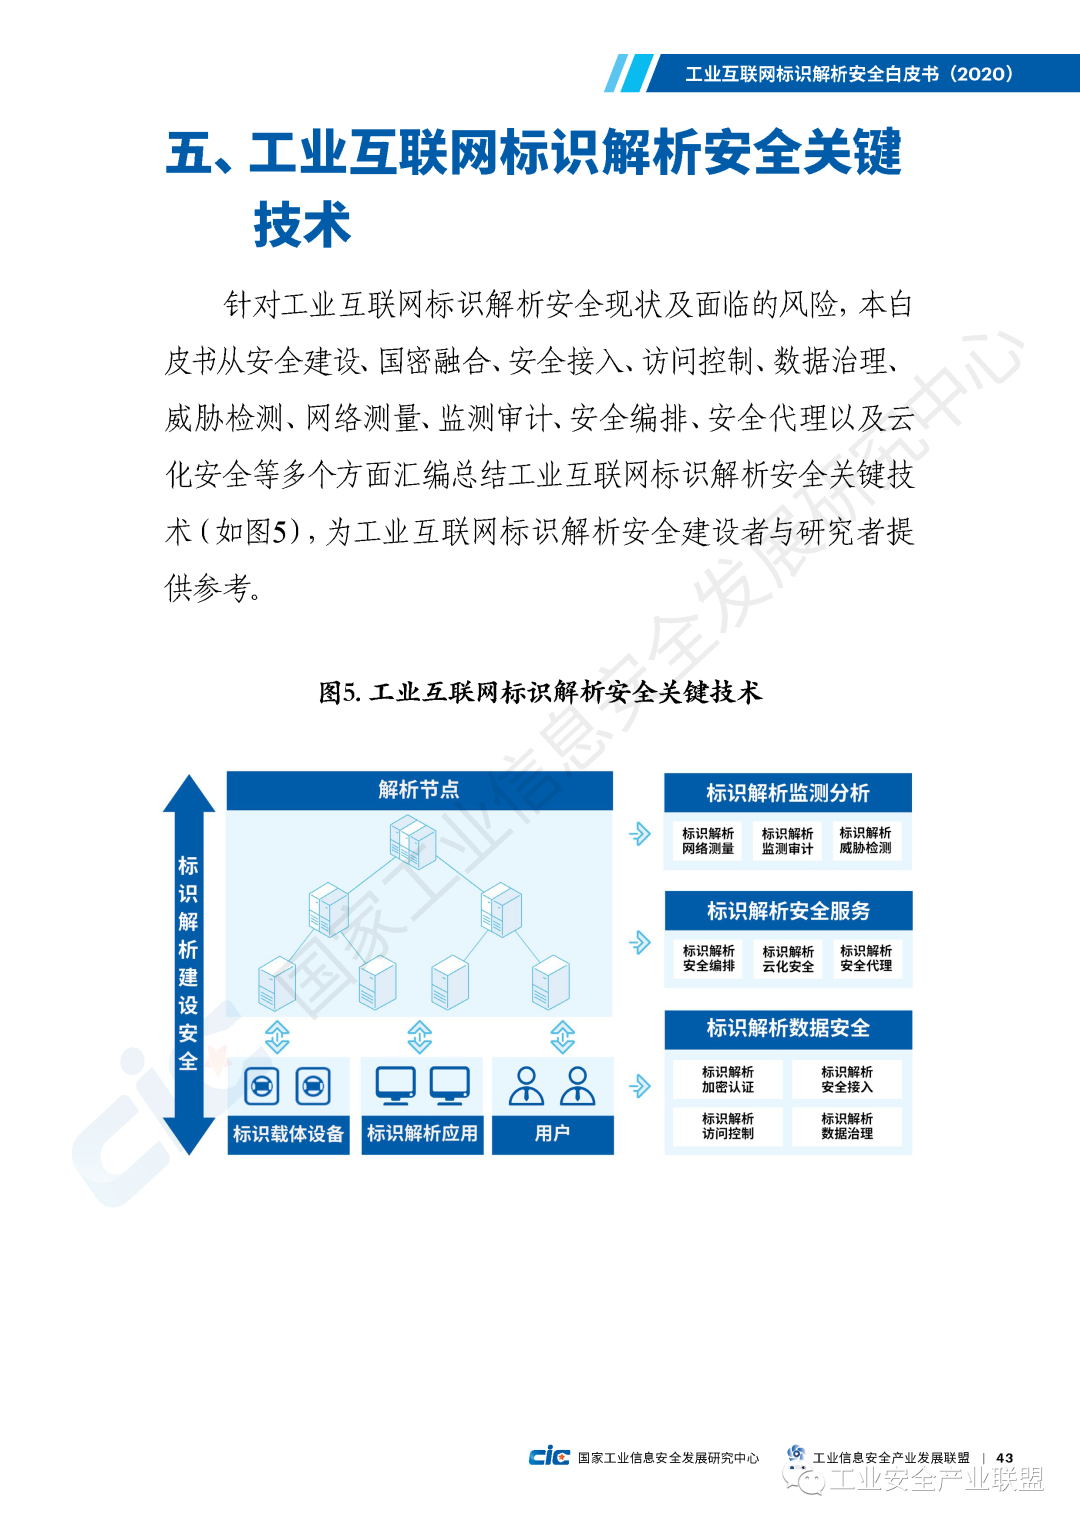 工业互联网标识解析安全白皮书（2020）
五、工业互联网标识解析安全关键
技术
针对工业互联网标识解析安全现状及面临的风险，本白
皮书从安全建设、国密融合、安全接入、访问控制、数据治理、
威胁检测、网络测量、监测审计、安全编排、安全代理以及云
化安全等多个方面汇编总结工业互联网标识解析安全关键技
术（如图5），为工业互联网标识解析安全建设者与研究者提
供参考。
图5. 工业互联网标识解析安全关键技术
标识解析建设安全
解析节点
标识载体设备
标识解析应用
用户
标识解析监测分析
标识解析
网络测量
标识解析
监测审计
标识解析
威胁检测
标识解析安全服务
标识解析
安全编排
标识解析
云化安全
标识解析
安全代理
标识解析数据安全
标识解析
加密认证
标识解析
安全接入
标识解析
访问控制
标识解析
数据治理
CIC 国家工业信息安全发展研究中心
CIC 国家工业信息安全发展研究中心 工业信息安全产业发展联盟 | 43
工业安全产业联盟